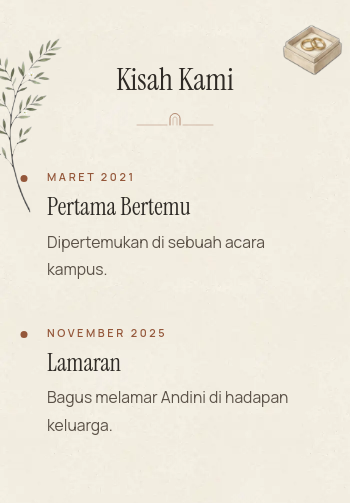 Kisah Kami
MARET 2021
Pertama Bertemu
Dipertemukan di sebuah acara
kampus.
NOVEMBER 2025
Lamaran
Bagus melamar Andini di hadapan
keluarga.